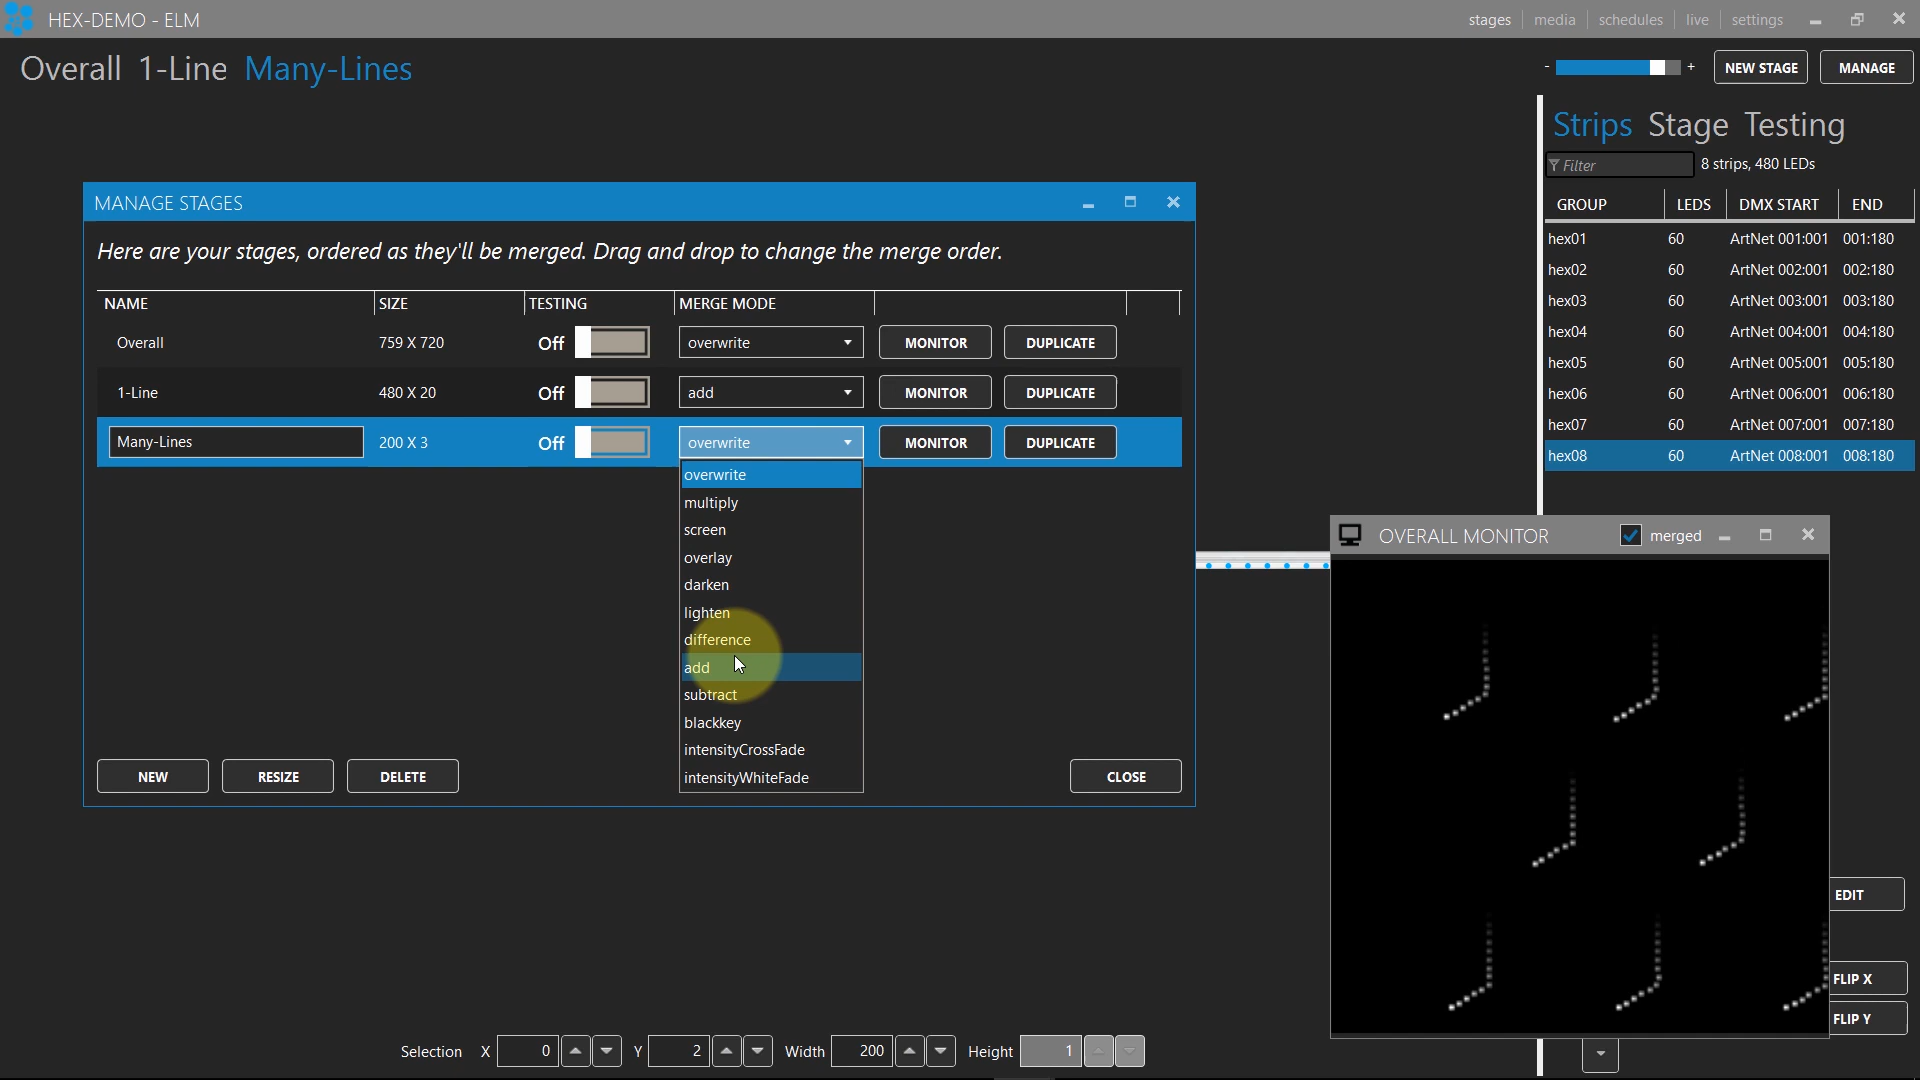 HEX-DEMO - ELM
stages media schedules live settings
Overall 1-Line Many-Lines
- + NEW STAGE MANAGE
Strips Stage Testing
Filter 8 strips, 480 LEDs
GROUP LEDS DMX START END
hex01 60 ArtNet 001:001 001:180
hex02 60 ArtNet 002:001 002:180
hex03 60 ArtNet 003:001 003:180
hex04 60 ArtNet 004:001 004:180
hex05 60 ArtNet 005:001 005:180
hex06 60 ArtNet 006:001 006:180
hex07 60 ArtNet 007:001 007:180
hex08 60 ArtNet 008:001 008:180
MANAGE STAGES
Here are your stages, ordered as they'll be merged. Drag and drop to change the merge order.
NAME SIZE TESTING MERGE MODE
Overall 759 X 720 Off overwrite MONITOR DUPLICATE
1-Line 480 X 20 Off add MONITOR DUPLICATE
Many-Lines 200 X 3 Off overwrite MONITOR DUPLICATE
overwrite
multiply
screen
overlay
darken
lighten
difference
add
subtract
blackkey
intensityCrossFade
intensityWhiteFade
NEW RESIZE DELETE CLOSE
OVERALL MONITOR merged
EDIT
FLIP X
FLIP Y
Selection X 0 Y 2 Width 200 Height 1